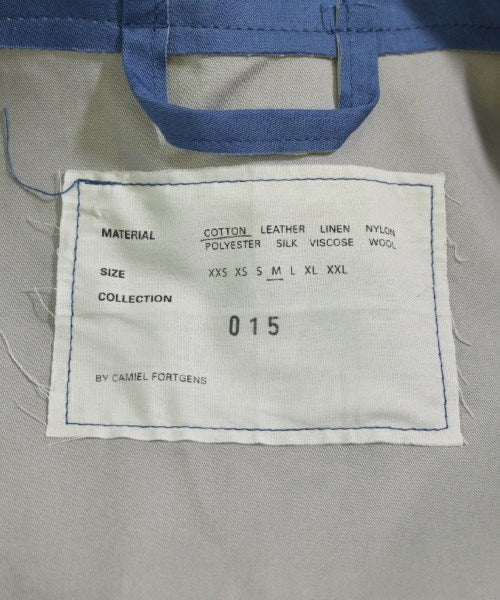 MATERIAL COTTON LEATHER LINEN NYLON
POLYESTER SILK VISCOSE WOOL
SIZE XXS XS S M L XL XXL
COLLECTION
015
BY CAMIEL FORTGENS